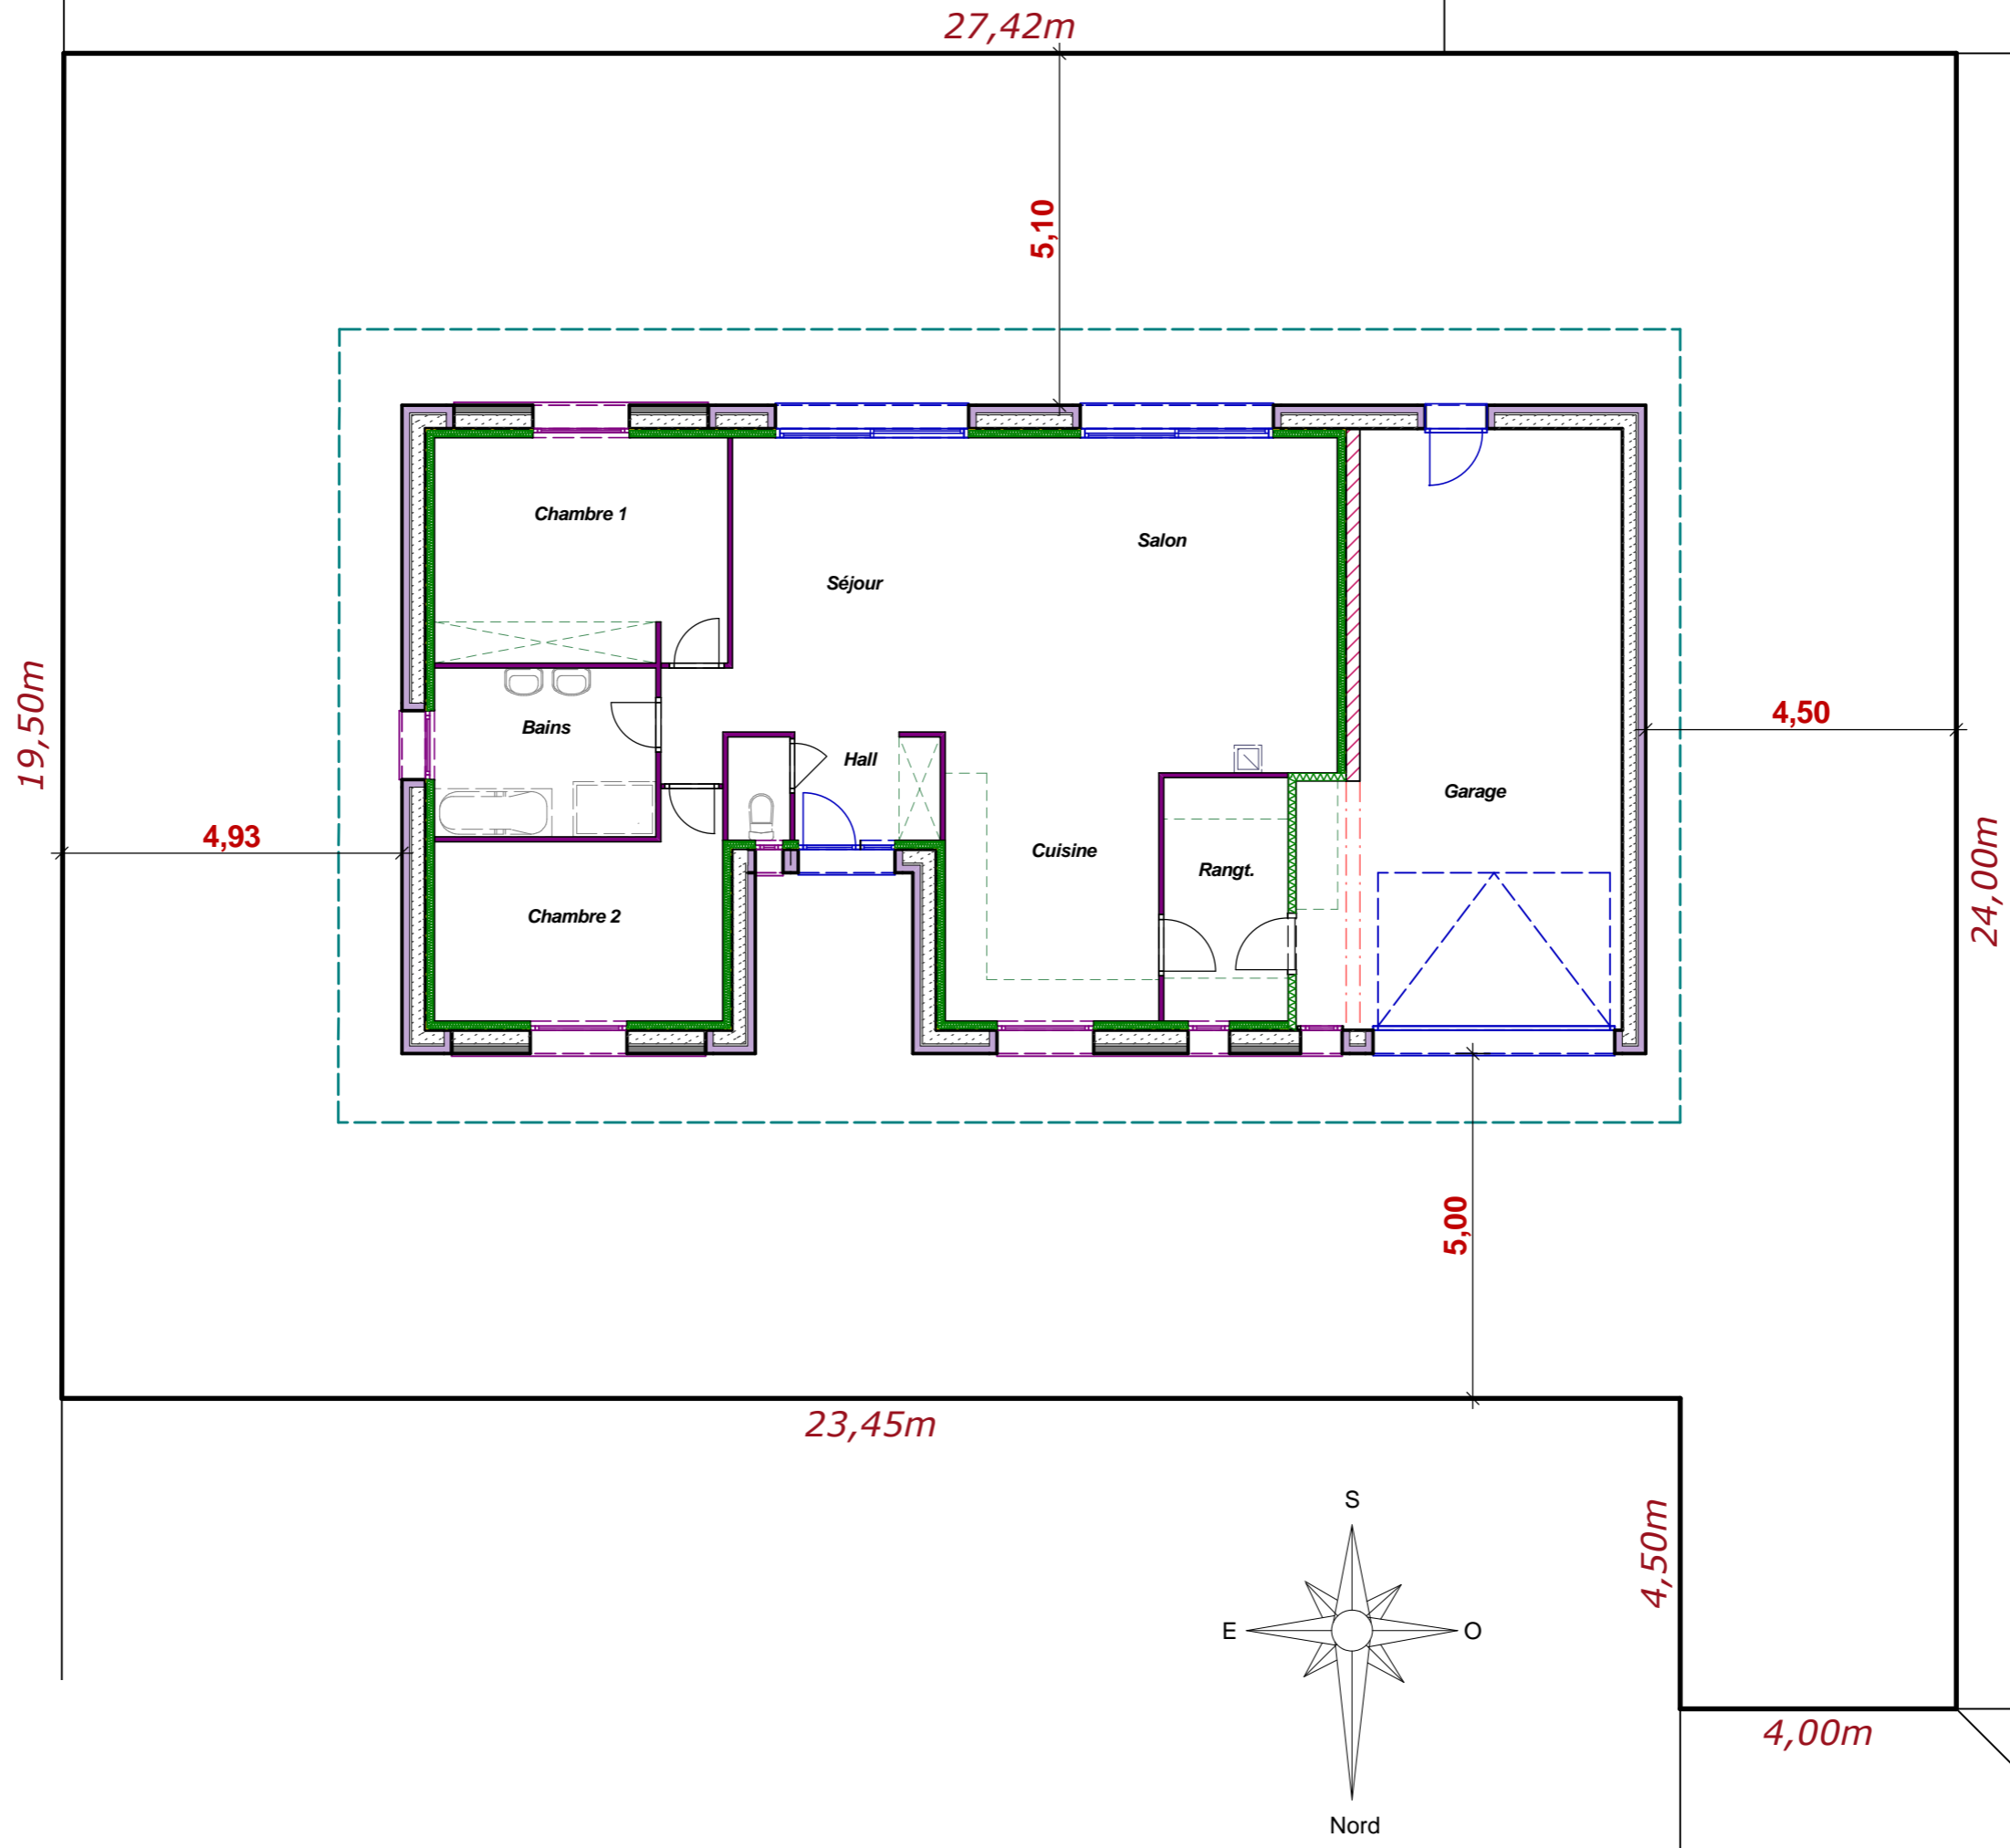 27,42m
5,10
Chambre 1
Salon
Séjour
19,50m
4,50
Bains
Hall
Garage
4,93
24,00m
Cuisine
Rangt.
Chambre 2
5,00
23,45m
S
4,50m
E
O
4,00m
Nord